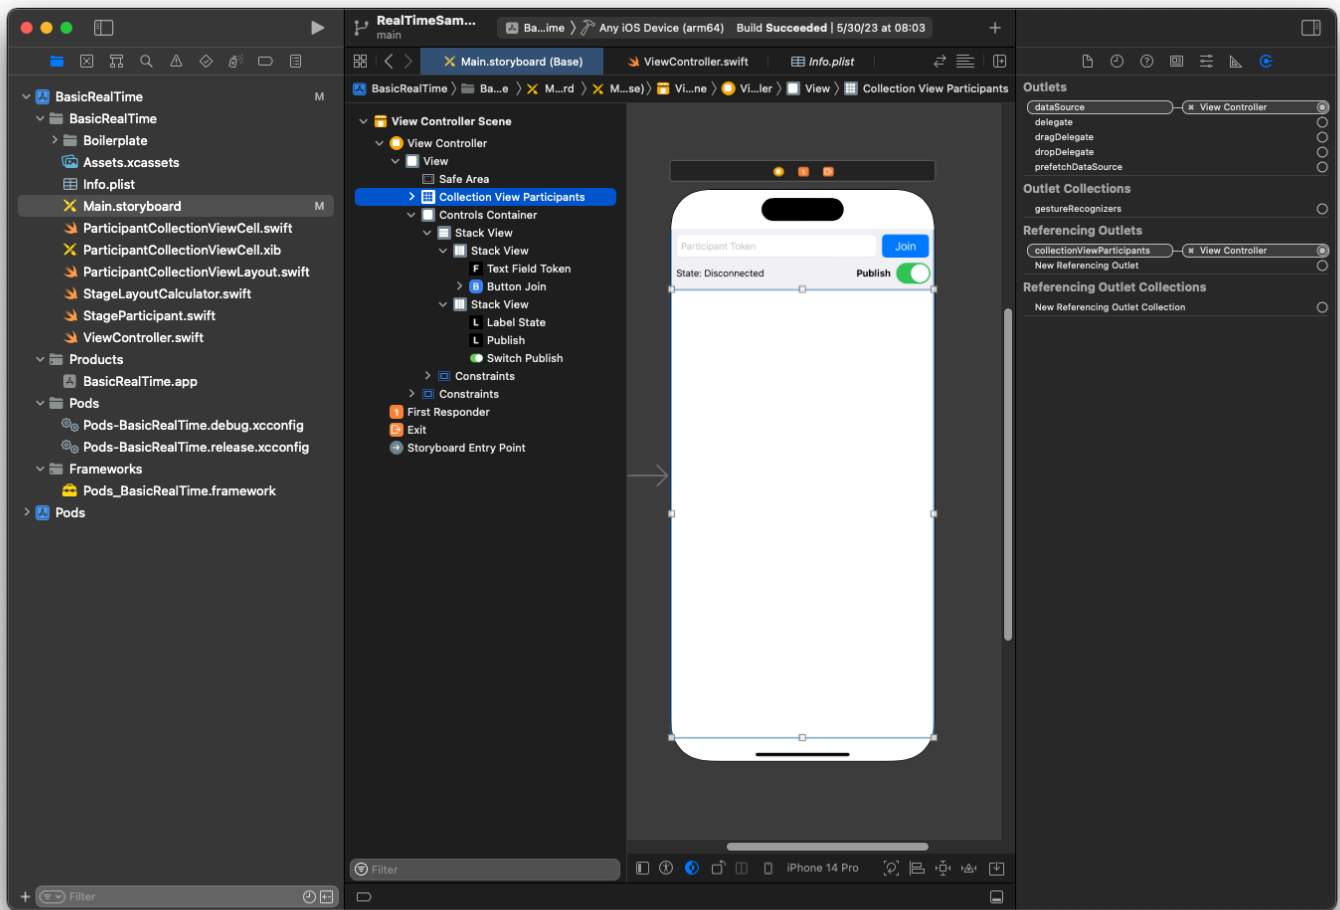 RealTimeSam...
main
Ba...ime
Any iOS Device (arm64)
Build Succeeded | 5/30/23 at 08:03
Main.storyboard (Base)
ViewController.swift
Info.plist
BasicRealTime
Ba...e
M...rd
M...se)
Vi...ne
Vi...ler
View
Collection View Participants
BasicRealTime M
BasicRealTime
Boilerplate
Assets.xcassets
Info.plist
Main.storyboard M
ParticipantCollectionViewCell.swift
ParticipantCollectionViewCell.xib
ParticipantCollectionViewLayout.swift
StageLayoutCalculator.swift
StageParticipant.swift
ViewController.swift
Products
BasicRealTime.app
Pods
Pods-BasicRealTime.debug.xcconfig
Pods-BasicRealTime.release.xcconfig
Frameworks
Pods_BasicRealTime.framework
Pods
Filter
View Controller Scene
View Controller
View
Safe Area
Collection View Participants
Controls Container
Stack View
Stack View
F Text Field Token
B Button Join
Stack View
L Label State
L Publish
Switch Publish
Constraints
Constraints
1 First Responder
Exit
Storyboard Entry Point
Filter
Participant Token
Join
State: Disconnected
Publish
iPhone 14 Pro
Outlets
dataSource
View Controller
delegate
dragDelegate
dropDelegate
prefetchDataSource
Outlet Collections
gestureRecognizers
Referencing Outlets
collectionViewParticipants
View Controller
New Referencing Outlet
Referencing Outlet Collections
New Referencing Outlet Collection